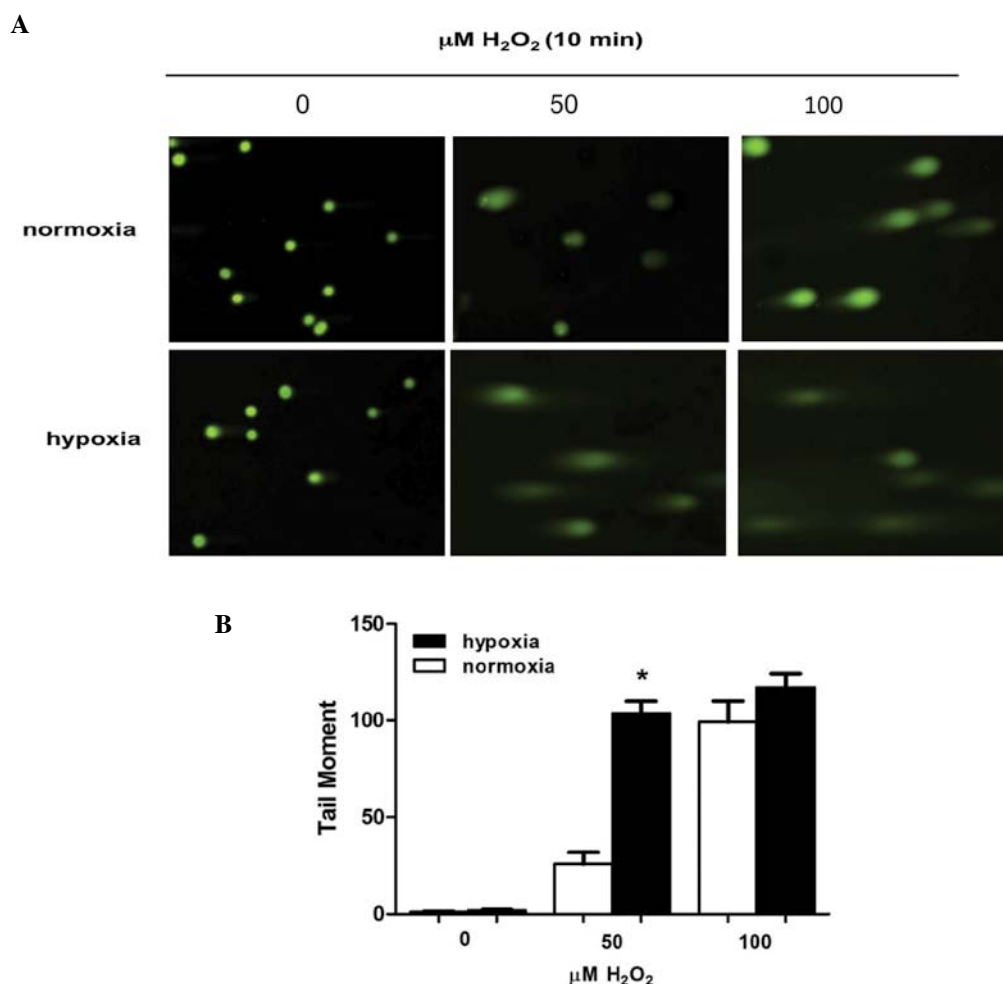 A
μM H₂O₂ (10 min)
0 50 100
normoxia
hypoxia
B
150
hypoxia
normoxia
*
100
Tail Moment
50
0
0 50 100
μM H₂O₂